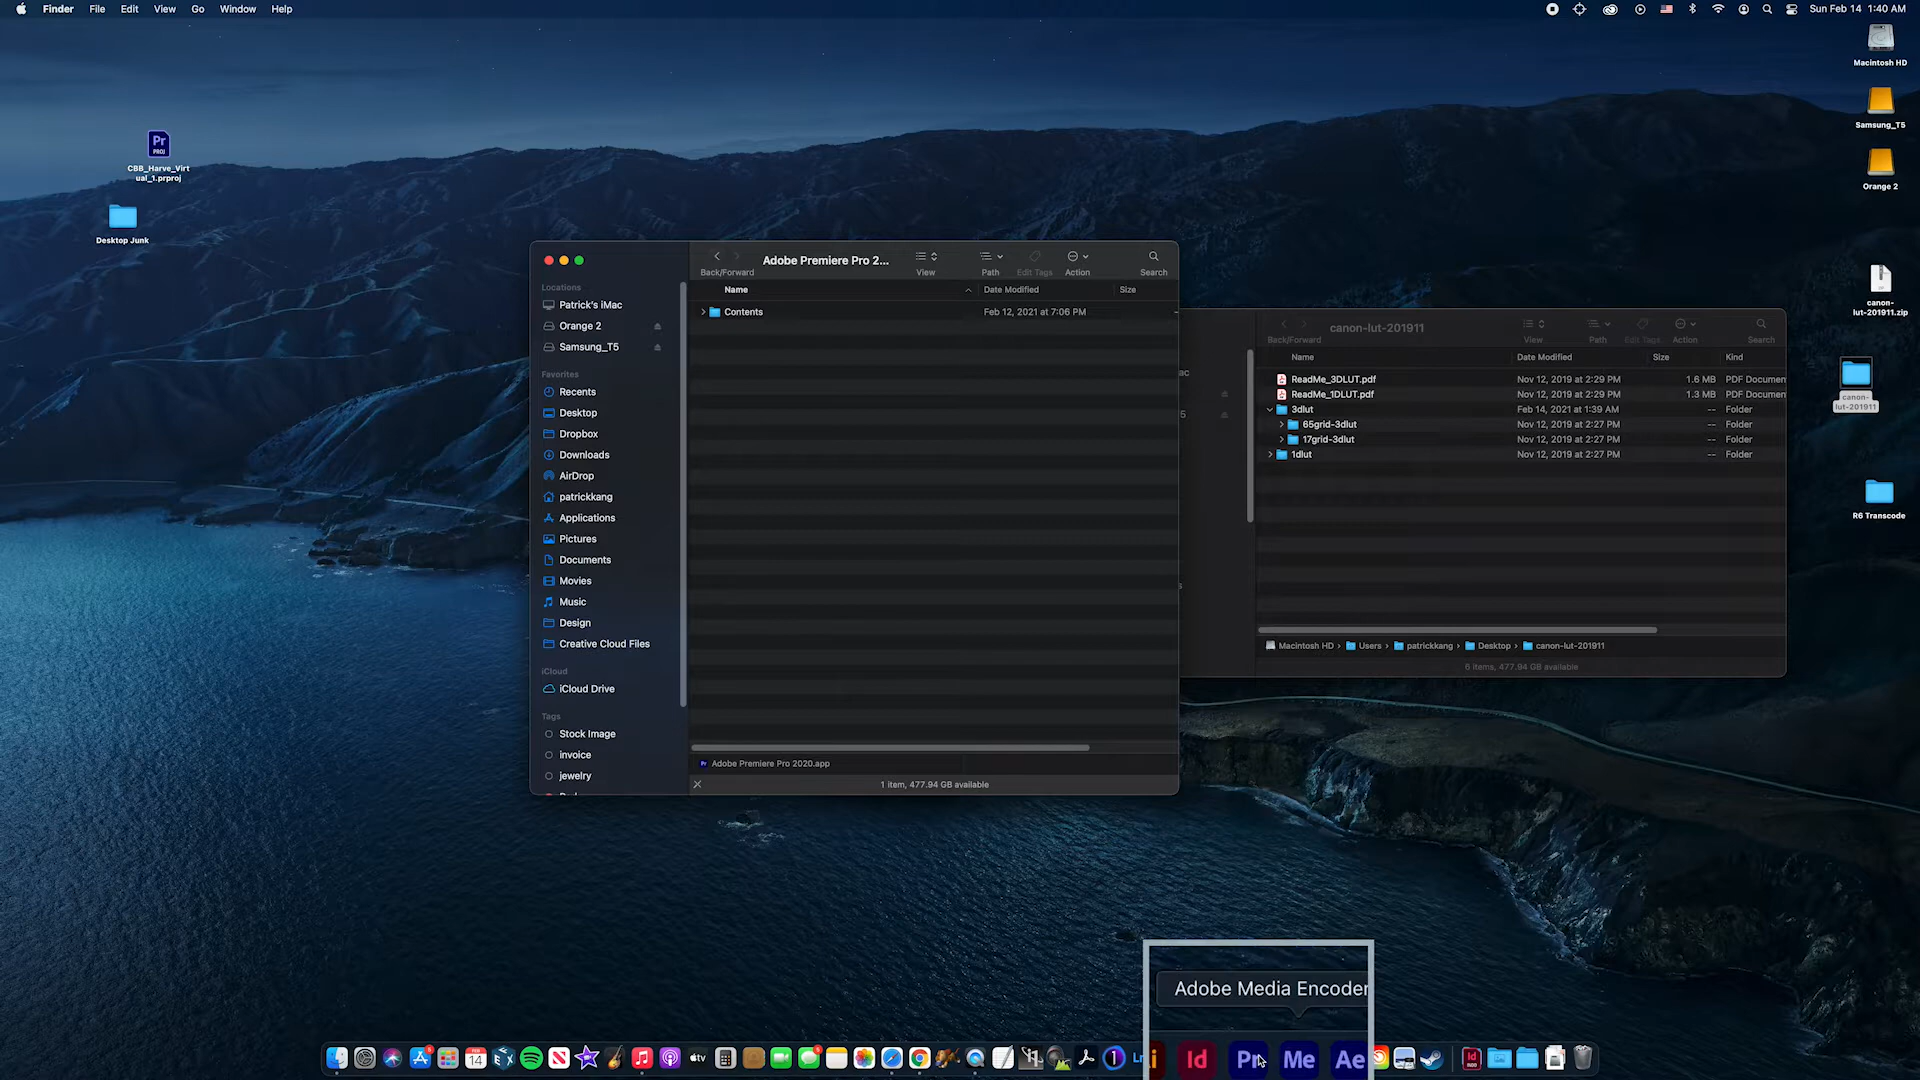 Finder File Edit View Go Window Help
Sun Feb 14 1:40 AM
Macintosh HD
Samsung_T5
Orange 2
canon-
lut-201911.zip
canon-
lut-201911
R6 Transcode
Pr
PROJ
CBB_Harve_Virt
ual_1.prproj
Desktop Junk
Adobe Premiere Pro 2...
Back/Forward View Path Edit Tags Action Search
Name Date Modified Size
Contents Feb 12, 2021 at 7:06 PM
Locations
Patrick's iMac
Orange 2
Samsung_T5
Favorites
Recents
Desktop
Dropbox
Downloads
AirDrop
patrickkang
Applications
Pictures
Documents
Movies
Music
Design
Creative Cloud Files
iCloud
iCloud Drive
Tags
Stock Image
invoice
jewelry
Adobe Premiere Pro 2020.app
1 item, 477.94 GB available
canon-lut-201911
Back/Forward View Path Edit Tags Action Search
Name Date Modified Size Kind
ReadMe_3DLUT.pdf Nov 12, 2019 at 2:29 PM 1.6 MB PDF Documen
ReadMe_1DLUT.pdf Nov 12, 2019 at 2:29 PM 1.3 MB PDF Documen
3dlut Feb 14, 2021 at 1:39 AM -- Folder
65grid-3dlut Nov 12, 2019 at 2:27 PM -- Folder
17grid-3dlut Nov 12, 2019 at 2:27 PM -- Folder
1dlut Nov 12, 2019 at 2:27 PM -- Folder
Macintosh HD › Users › patrickkang › Desktop › canon-lut-201911
6 items, 477.94 GB available
Adobe Media Encoder
tv
Id Pr Me Ae